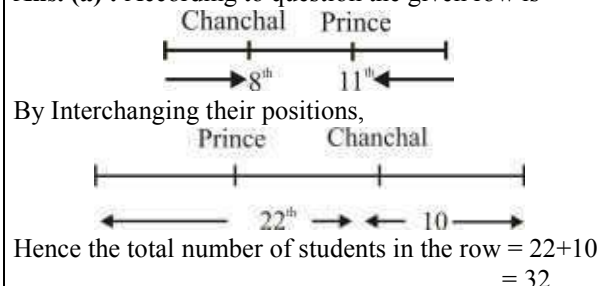 Ans. (a) : According to question the given row is
Chanchal Prince
8th 11th
By Interchanging their positions,
Prince Chanchal
22th 10
Hence the total number of students in the row = 22+10
= 32